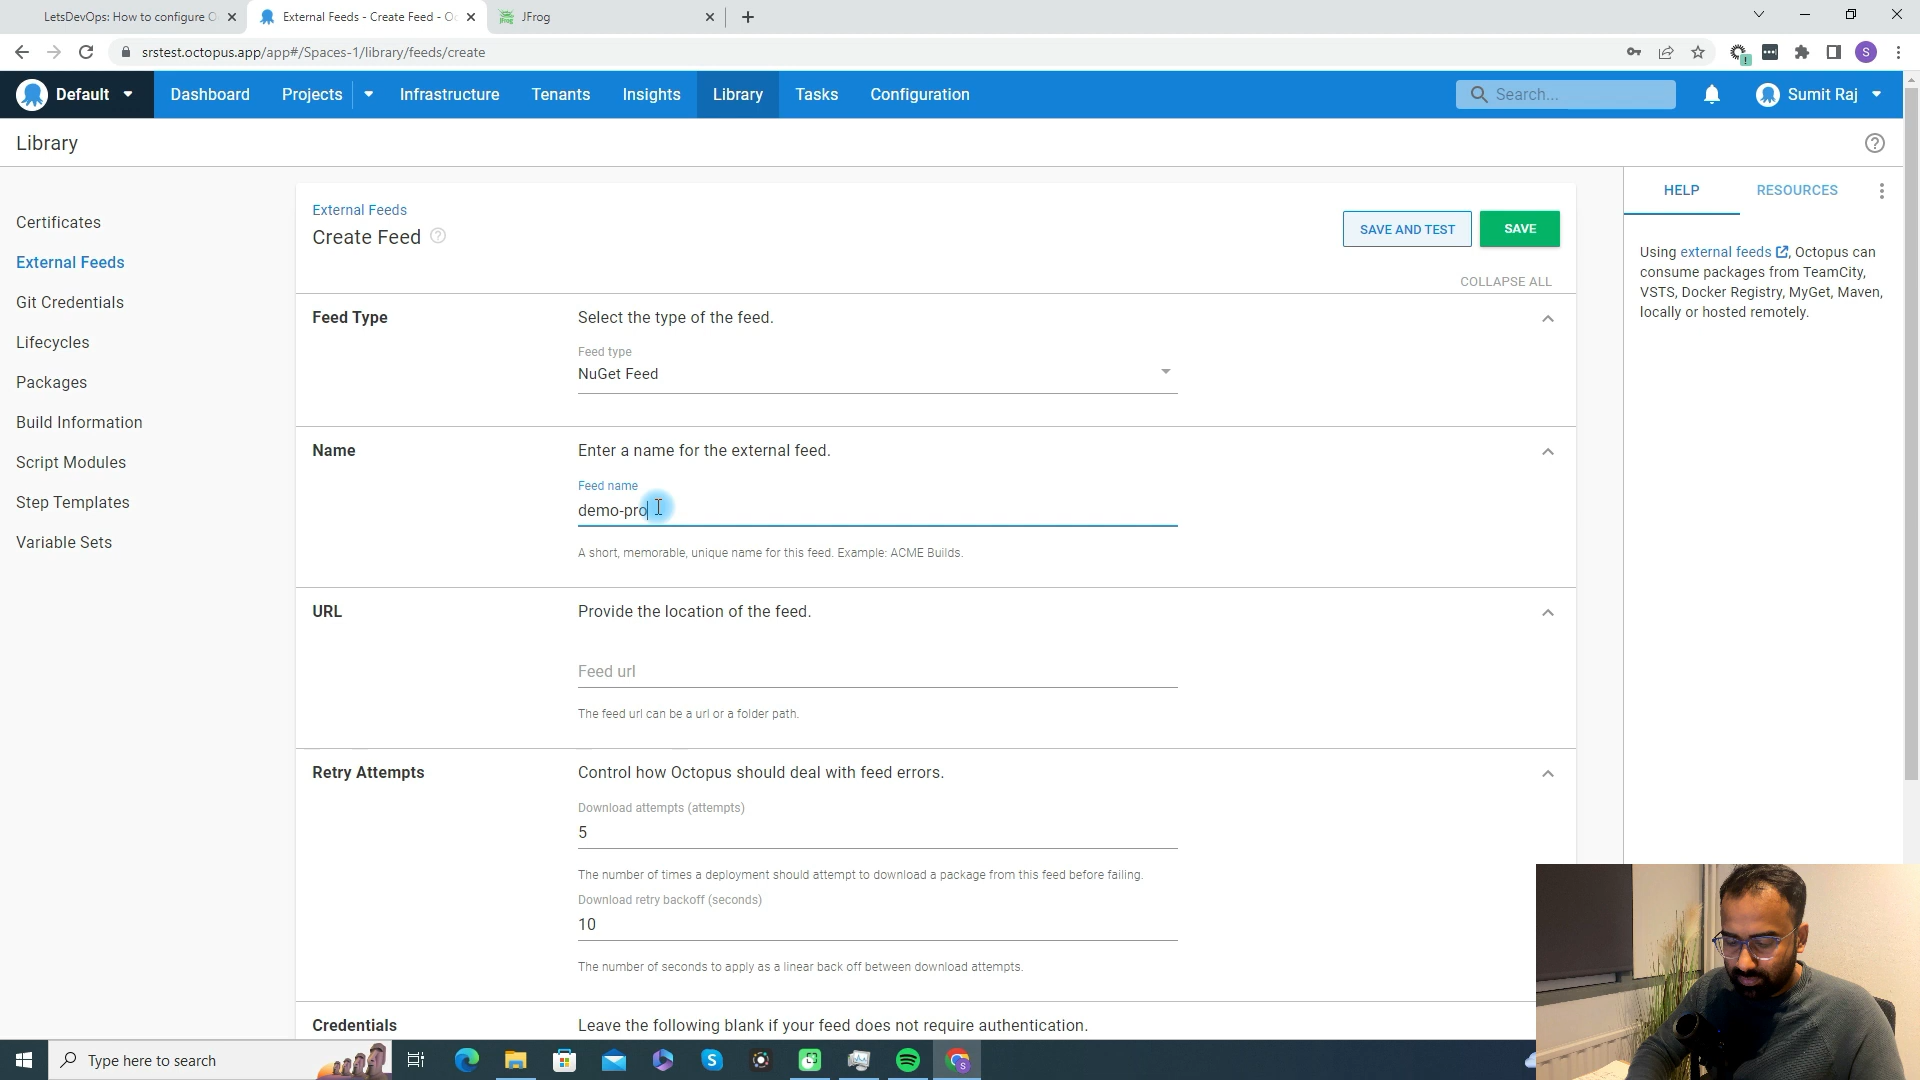 LetsDevOps: How to configure O
External Feeds - Create Feed - Oc
JFrog
srstest.octopus.app/app#/Spaces-1/library/feeds/create
S
Default
Dashboard
Projects
Infrastructure
Tenants
Insights
Library
Tasks
Configuration
Search...
Sumit Raj
Library
Certificates
External Feeds
Git Credentials
Lifecycles
Packages
Build Information
Script Modules
Step Templates
Variable Sets
External Feeds
Create Feed
SAVE AND TEST
SAVE
COLLAPSE ALL
Feed Type
Select the type of the feed.
Feed type
NuGet Feed
Name
Enter a name for the external feed.
Feed name
demo-pro
A short, memorable, unique name for this feed. Example: ACME Builds.
URL
Provide the location of the feed.
Feed url
The feed url can be a url or a folder path.
Retry Attempts
Control how Octopus should deal with feed errors.
Download attempts (attempts)
5
The number of times a deployment should attempt to download a package from this feed before failing.
Download retry backoff (seconds)
10
The number of seconds to apply as a linear back off between download attempts.
Credentials
Leave the following blank if your feed does not require authentication.
HELP
RESOURCES
Using external feeds, Octopus can
consume packages from TeamCity,
VSTS, Docker Registry, MyGet, Maven,
locally or hosted remotely.
Type here to search